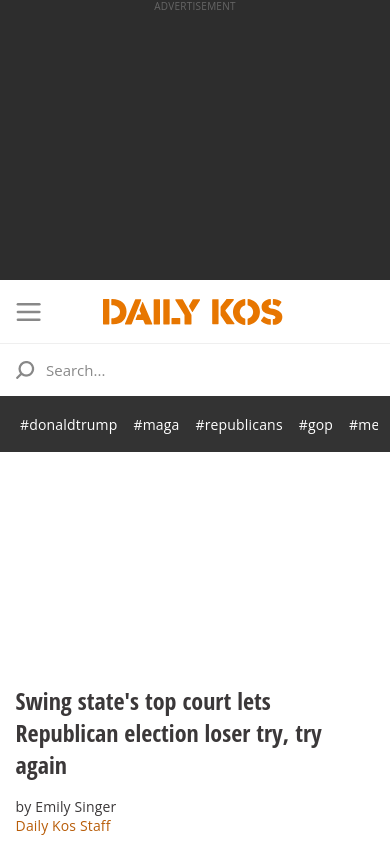 ADVERTISEMENT
DAILY KOS
Search...
#donaldtrump #maga #republicans #gop #me
Swing state's top court lets
Republican election loser try, try
again
by Emily Singer
Daily Kos Staff